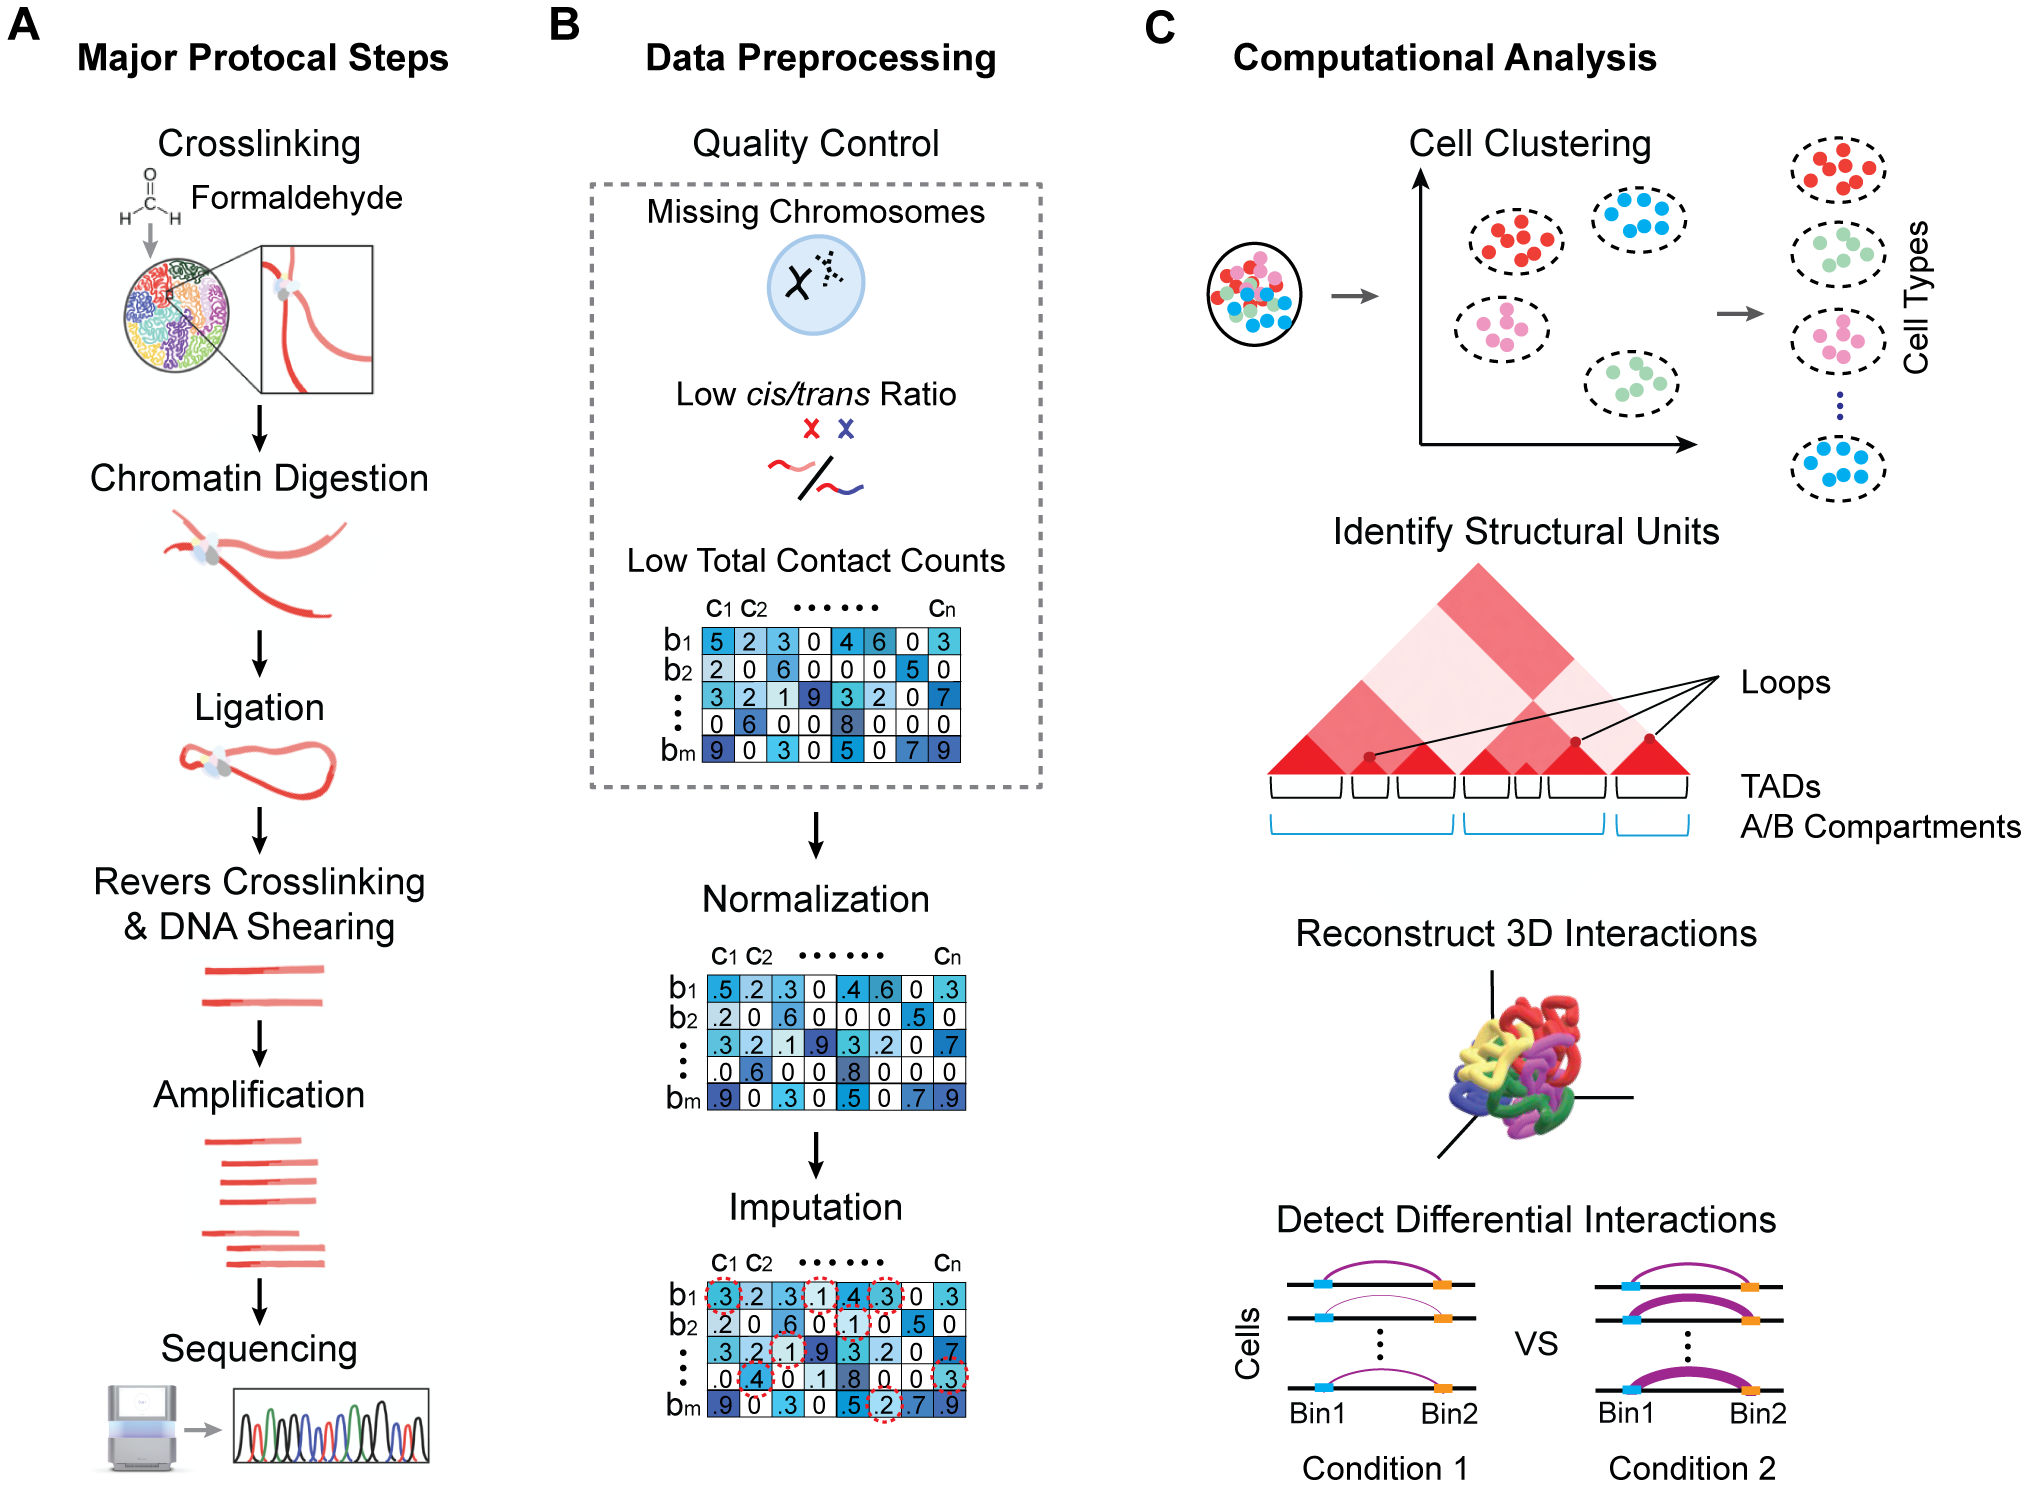 A
Major Protocal Steps
Crosslinking
O
C
H H
Formaldehyde
Chromatin Digestion
Ligation
Revers Crosslinking
& DNA Shearing
Amplification
Sequencing
B
Data Preprocessing
Quality Control
Missing Chromosomes
Low cis/trans Ratio
Low Total Contact Counts
C1 C2 ...... Cn
b1 5 2 3 0 4 6 0 3
b2 2 0 6 0 0 0 5 0
⋮ 3 2 1 9 3 2 0 7
0 6 0 0 8 0 0 0
bm 9 0 3 0 5 0 7 9
Normalization
C1 C2 ...... Cn
b1 .5 .2 .3 0 .4 .6 0 .3
b2 .2 0 .6 0 0 0 .5 0
⋮ .3 .2 .1 .9 .3 .2 0 .7
.0 .6 0 0 .8 0 0 0
bm .9 0 .3 0 .5 0 .7 .9
Imputation
C1 C2 ...... Cn
b1 .3 .2 .3 .1 .4 .3 0 .3
b2 .2 0 .6 0 .1 0 .5 0
⋮ .3 .2 .1 .9 .3 .2 0 .7
.0 .4 0 .1 .8 0 0 .3
bm .9 0 .3 0 .5 .2 .7 .9
C
Computational Analysis
Cell Clustering
Cell Types
Identify Structural Units
Loops
TADs
A/B Compartments
Reconstruct 3D Interactions
Detect Differential Interactions
Cells
VS
Bin1 Bin2
Bin1 Bin2
Condition 1
Condition 2